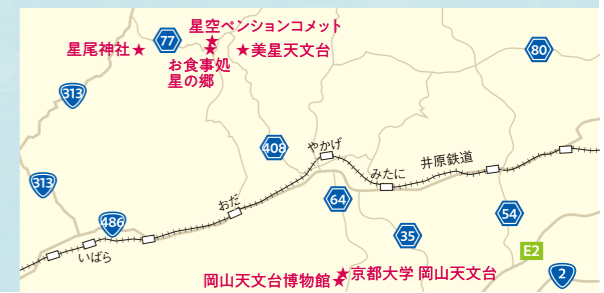 星空ペンションコメット
星尾神社★
77
★美星天文台
お食事処
星の郷
80
313
408
やかげ
井原鉄道
みたに
313
64
おだ
54
486
35
E2
いばら
2
岡山天文台博物館★
★京都大学 岡山天文台